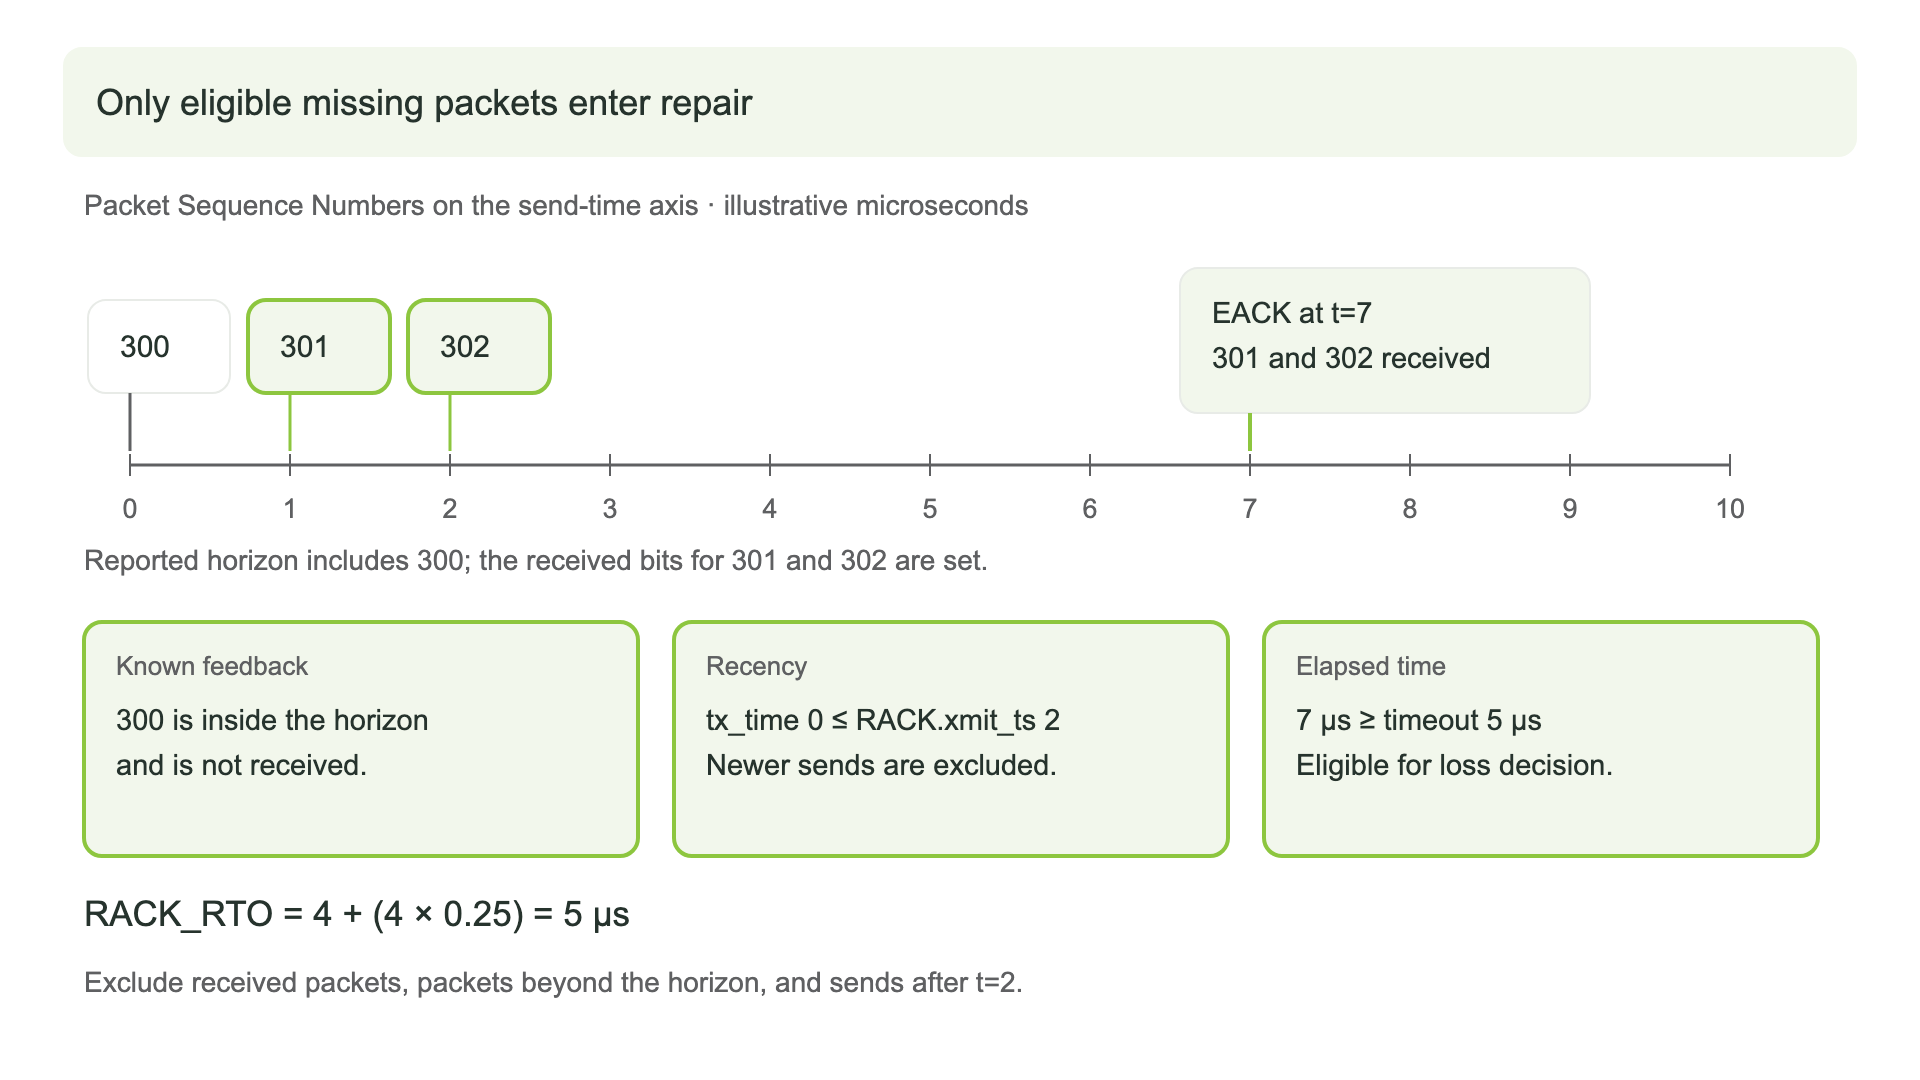 Only eligible missing packets enter repair
Packet Sequence Numbers on the send-time axis · illustrative microseconds
300
301
302
EACK at t=7
301 and 302 received
0
1
2
3
4
5
6
7
8
9
10
Reported horizon includes 300; the received bits for 301 and 302 are set.
Known feedback
300 is inside the horizon
and is not received.
Recency
tx_time 0 ≤ RACK.xmit_ts 2
Newer sends are excluded.
Elapsed time
7 µs ≥ timeout 5 µs
Eligible for loss decision.
RACK_RTO = 4 + (4 × 0.25) = 5 µs
Exclude received packets, packets beyond the horizon, and sends after t=2.